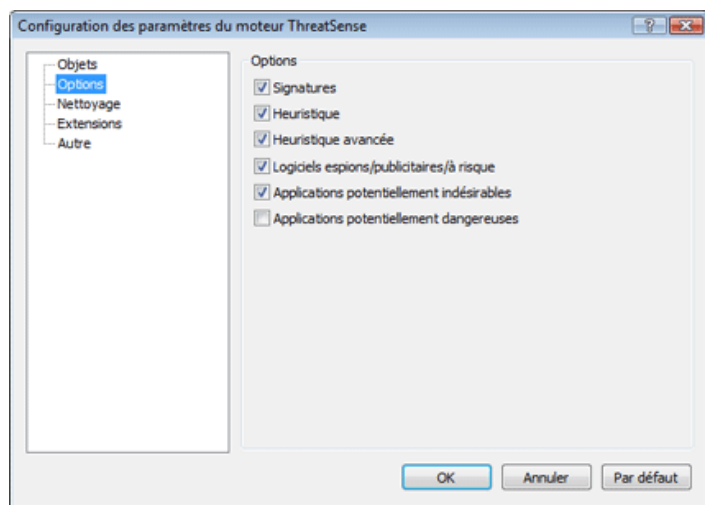 Configuration des paramètres du moteur ThreatSense
Objets
Options
Nettoyage
Extensions
Autre
Options
Signatures
Heuristique
Heuristique avancée
Logiciels espions/publicitaires/à risque
Applications potentiellement indésirables
Applications potentiellement dangereuses
OK
Annuler
Par défaut